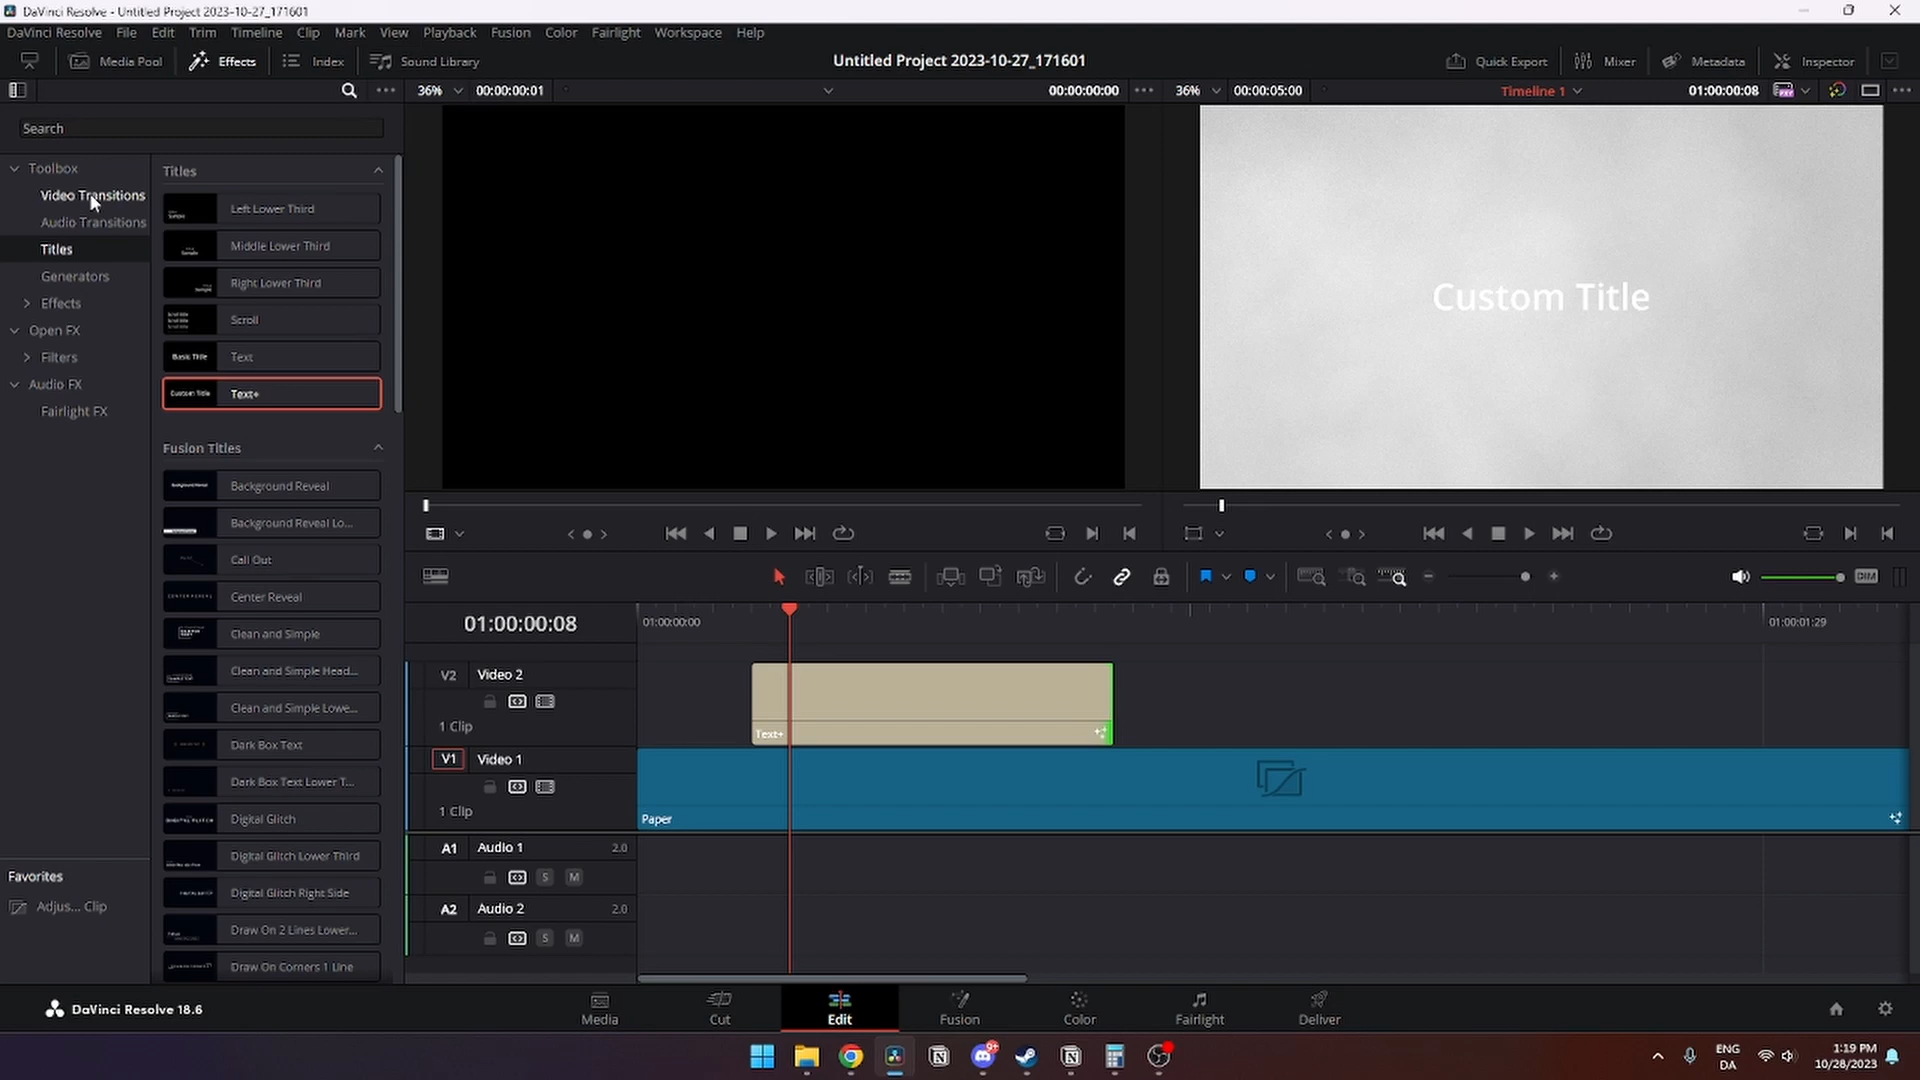 DaVinci Resolve - Untitled Project 2023-10-27_171601
DaVinci Resolve File Edit Trim Timeline Clip Mark View Playback Fusion Color Fairlight Workspace Help
Media Pool Effects Index Sound Library Untitled Project 2023-10-27_171601 Quick Export Mixer Metadata Inspector
36% 00:00:00:01 00:00:00:00 36% 00:00:05:00 Timeline 1 01:00:00:08
Search
Toolbox
Video Transitions
Audio Transitions
Titles
Generators
Effects
Open FX
Filters
Audio FX
Fairlight FX
Favorites
Adjus... Clip
Titles
Left Lower Third
Middle Lower Third
Right Lower Third
Scroll
Basic Title Text
Custom Title Text+
Fusion Titles
Background Reveal
Background Reveal Lo...
Call Out
Center Reveal
Clean and Simple
Clean and Simple Head...
Clean and Simple Lowe...
Dark Box Text
Dark Box Text Lower T...
Digital Glitch
Digital Glitch Lower Third
Digital Glitch Right Side
Draw On 2 Lines Lower...
Draw On Corners 1 Line
Custom Title
DIM
01:00:00:08 01:00:00:00 01:00:01:29
V2 Video 2
1 Clip
Text+
V1 Video 1
1 Clip
Paper
A1 Audio 1 2.0
S M
A2 Audio 2 2.0
S M
DaVinci Resolve 18.6
Media Cut Edit Fusion Color Fairlight Deliver
9+
ENG
DA
1:19 PM
10/28/2023